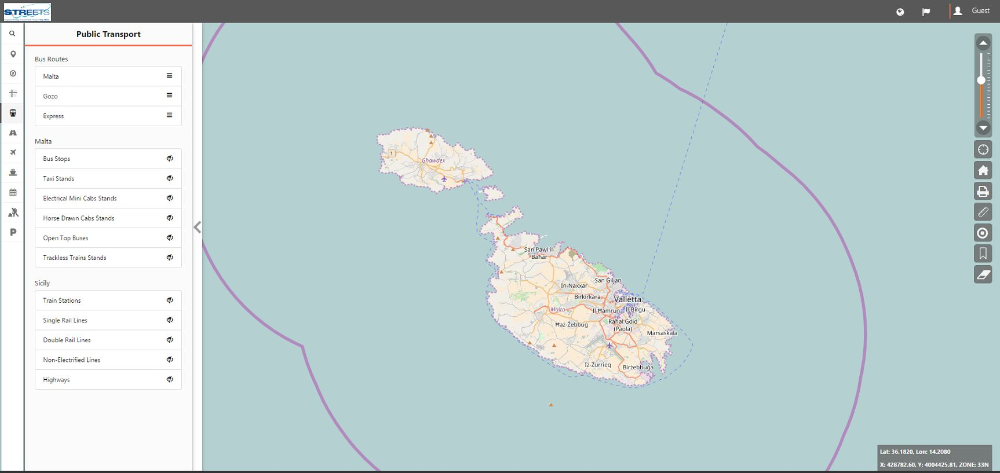 STREETS
Guest
Public Transport
Bus Routes
Malta
Gozo
Express
Malta
Bus Stops
Taxi Stands
Electrical Mini Cabs Stands
Horse Drawn Cabs Stands
Open Top Buses
Trackless Trains Stands
Sicily
Train Stations
Single Rail Lines
Double Rail Lines
Non-Electrified Lines
Highways
P
1
Għawdex
San Pawl il-
Baħar
San Ġiljan
In-Naxxar
Birkirkara
Valletta
Malta
Il-Ħamrun
Il-Birgu
Raħal Ġdid
(Paola)
Ħaż-Żebbuġ
Marsaskala
Iż-Żurrieq
Birżebbuġa
Lat: 36.1820, Lon: 14.2080
X: 428782.60, Y: 4004425.81, ZONE: 33N